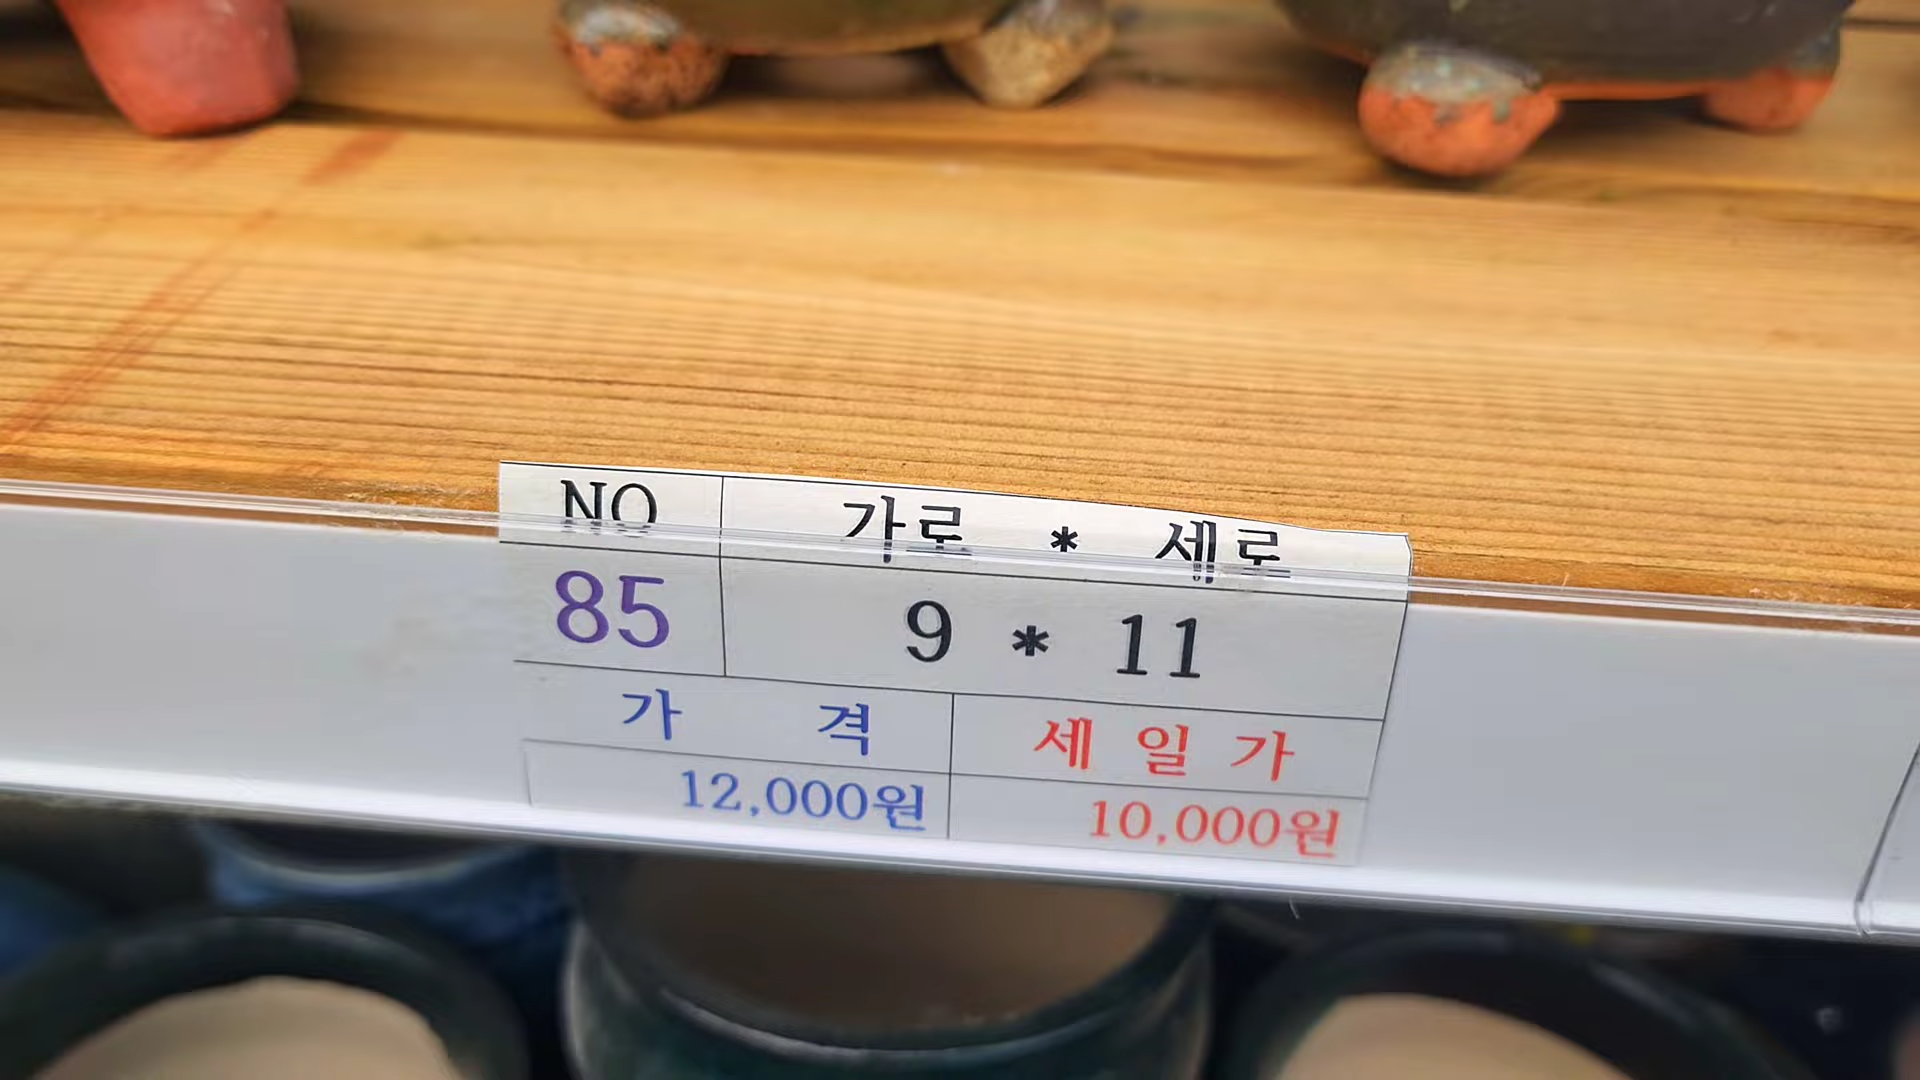 NO 가로 * 세로
85 9 * 11
가 격 세 일 가
12,000원 10,000원